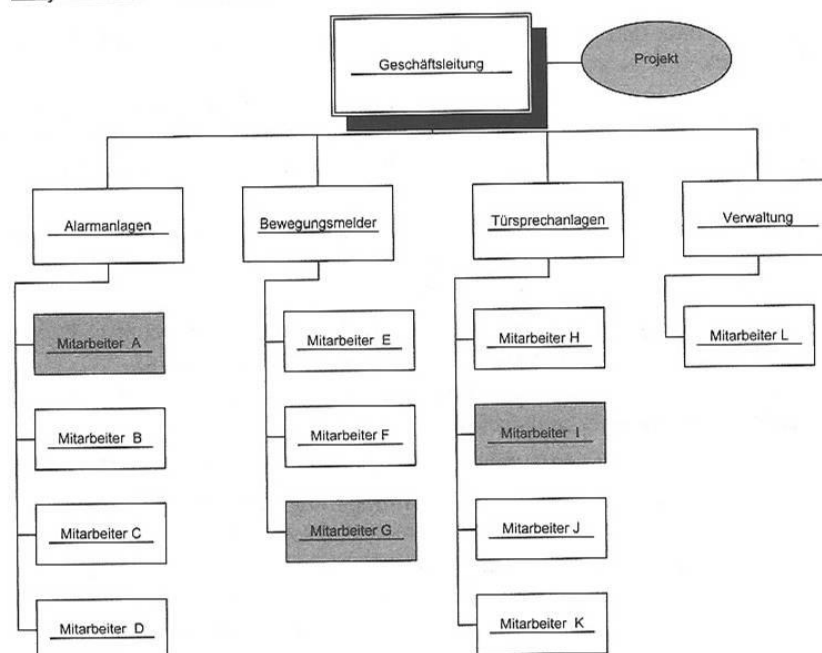 Geschäftsleitung
Projekt
Alarmanlagen
Bewegungsmelder
Türsprechanlagen
Verwaltung
Mitarbeiter A
Mitarbeiter B
Mitarbeiter C
Mitarbeiter D
Mitarbeiter E
Mitarbeiter F
Mitarbeiter G
Mitarbeiter H
Mitarbeiter I
Mitarbeiter J
Mitarbeiter K
Mitarbeiter L